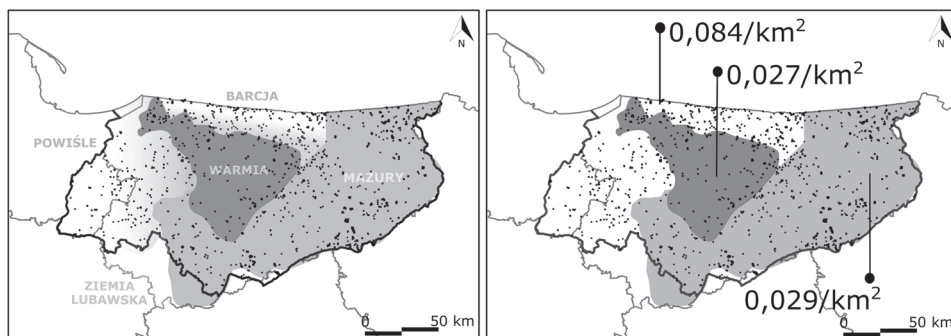 N
BARCJA
POWIŚLE
WARMIA
MAZURY
ZIEMIA
LUBAWSKA
0 50 km
0,084/km²
N
0,027/km²
0,029/km²
0 50 km